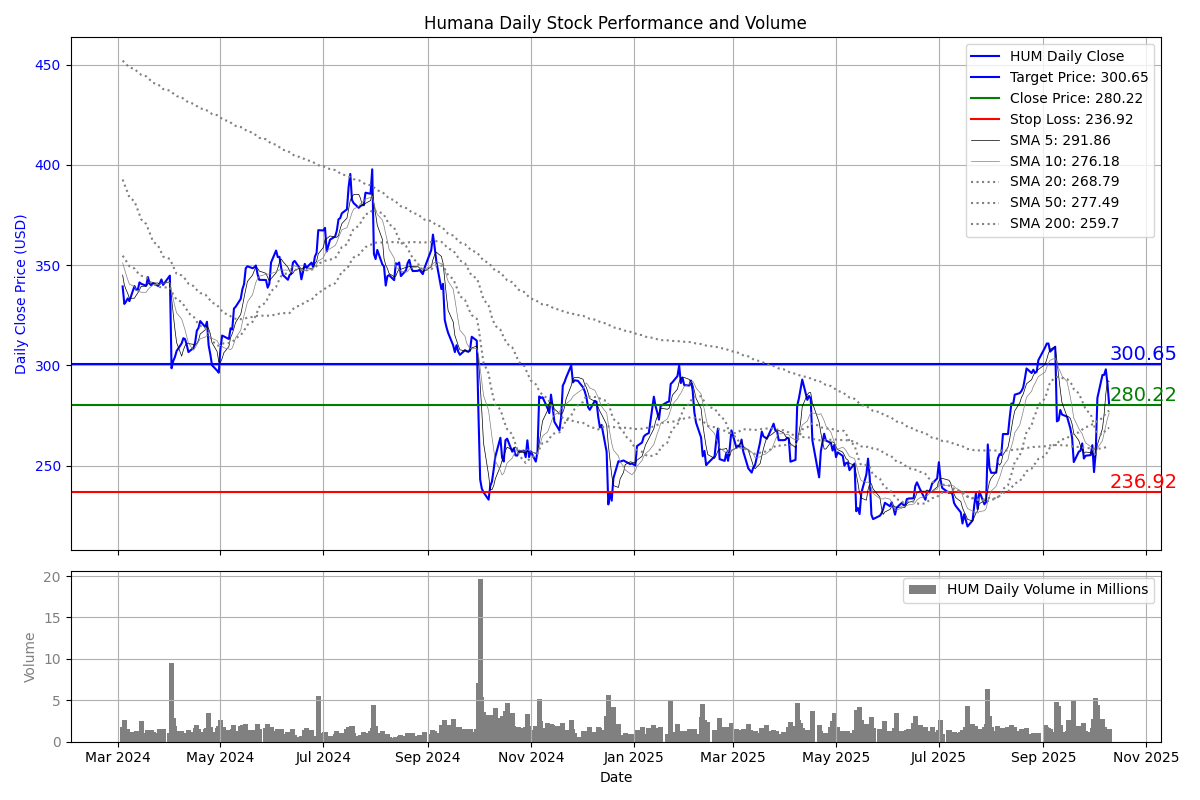 Humana Daily Stock Performance and Volume
Daily Close Price (USD)
450
400
350
300
250
HUM Daily Close
Target Price: 300.65
Close Price: 280.22
Stop Loss: 236.92
SMA 5: 291.86
SMA 10: 276.18
SMA 20: 268.79
SMA 50: 277.49
SMA 200: 259.7
300.65
280.22
236.92
Volume
20
15
10
5
0
HUM Daily Volume in Millions
Mar 2024 May 2024 Jul 2024 Sep 2024 Nov 2024 Jan 2025 Mar 2025 May 2025 Jul 2025 Sep 2025 Nov 2025
Date